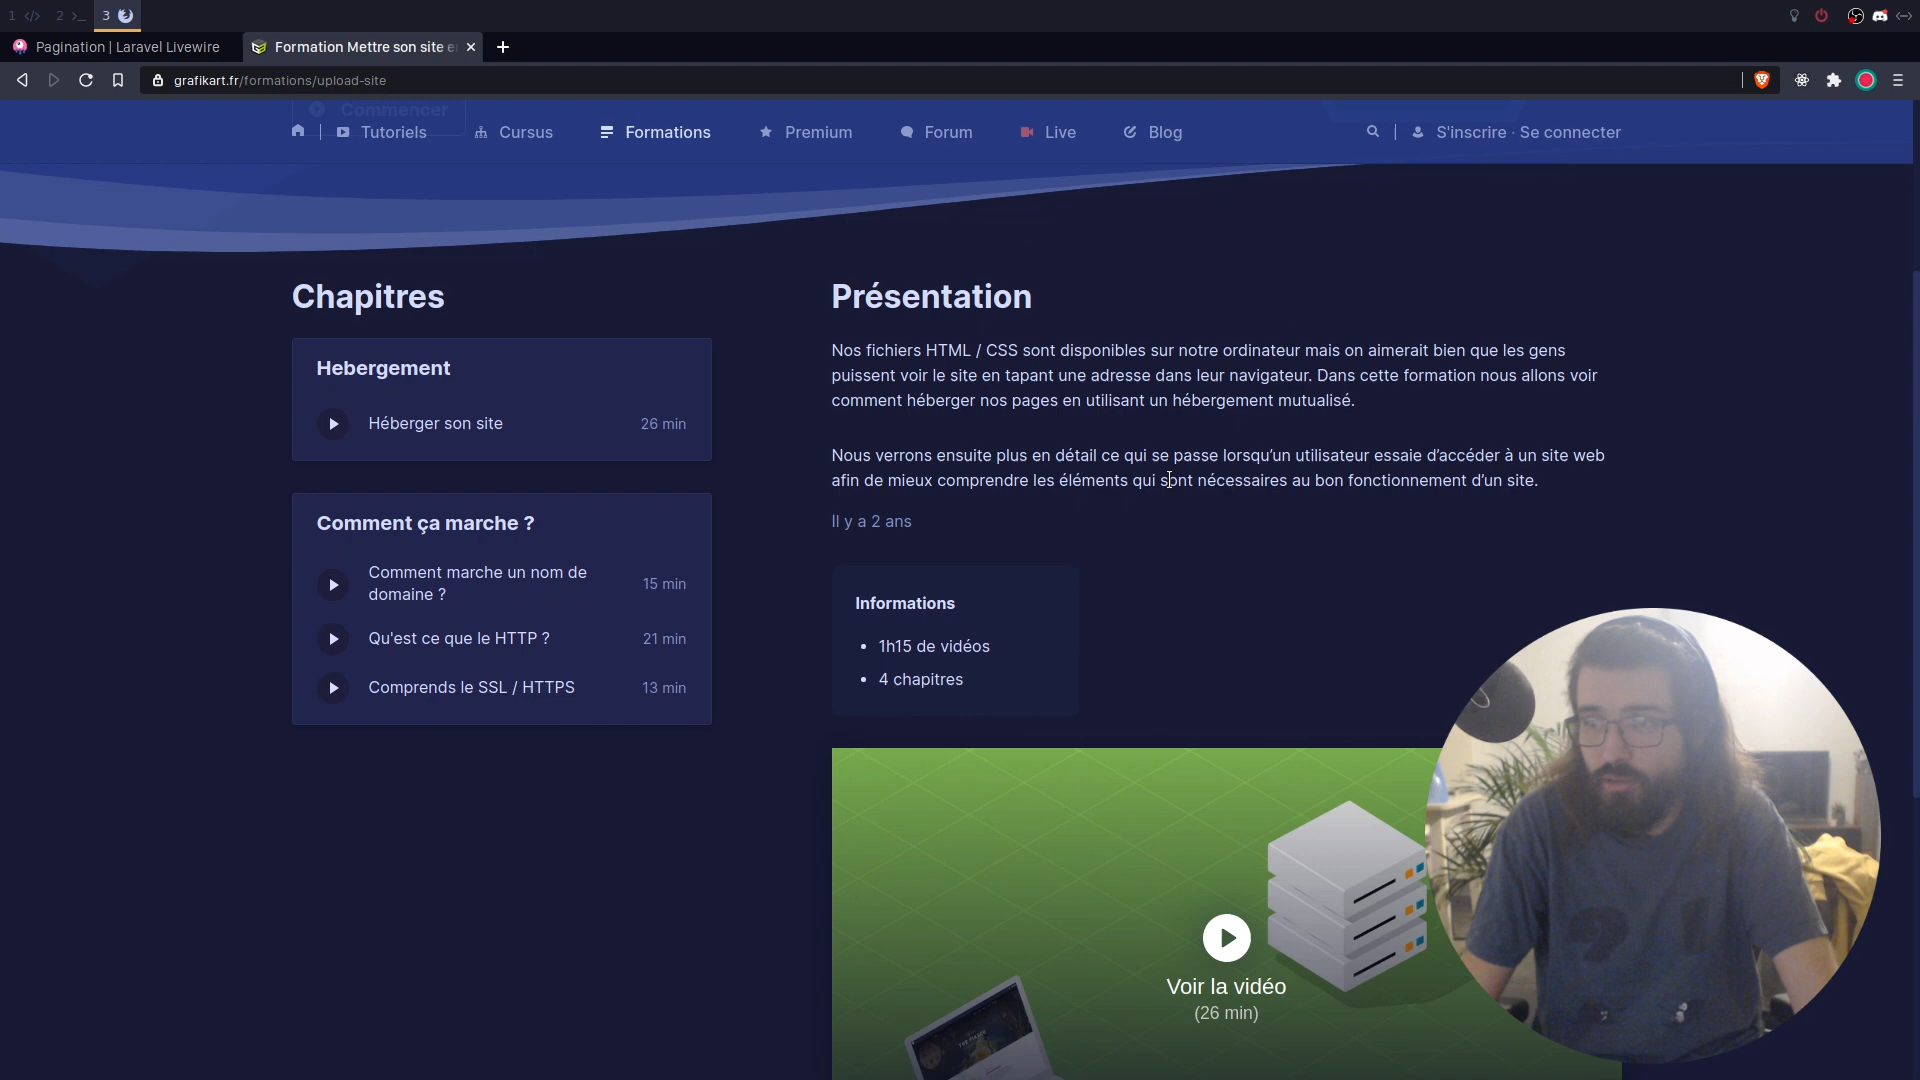 1 2 3
Pagination | Laravel Livewire
Formation Mettre son site e
grafikart.fr/formations/upload-site
Commencer
Tutoriels
Cursus
Formations
Premium
Forum
Live
Blog
S'inscrire · Se connecter
Chapitres
Hebergement
Héberger son site
26 min
Comment ça marche ?
Comment marche un nom de
domaine ?
15 min
Qu'est ce que le HTTP ?
21 min
Comprends le SSL / HTTPS
13 min
Présentation
Nos fichiers HTML / CSS sont disponibles sur notre ordinateur mais on aimerait bien que les gens
puissent voir le site en tapant une adresse dans leur navigateur. Dans cette formation nous allons voir
comment héberger nos pages en utilisant un hébergement mutualisé.
Nous verrons ensuite plus en détail ce qui se passe lorsqu’un utilisateur essaie d’accéder à un site web
afin de mieux comprendre les éléments qui sont nécessaires au bon fonctionnement d’un site.
Il y a 2 ans
Informations
• 1h15 de vidéos
• 4 chapitres
Voir la vidéo
(26 min)